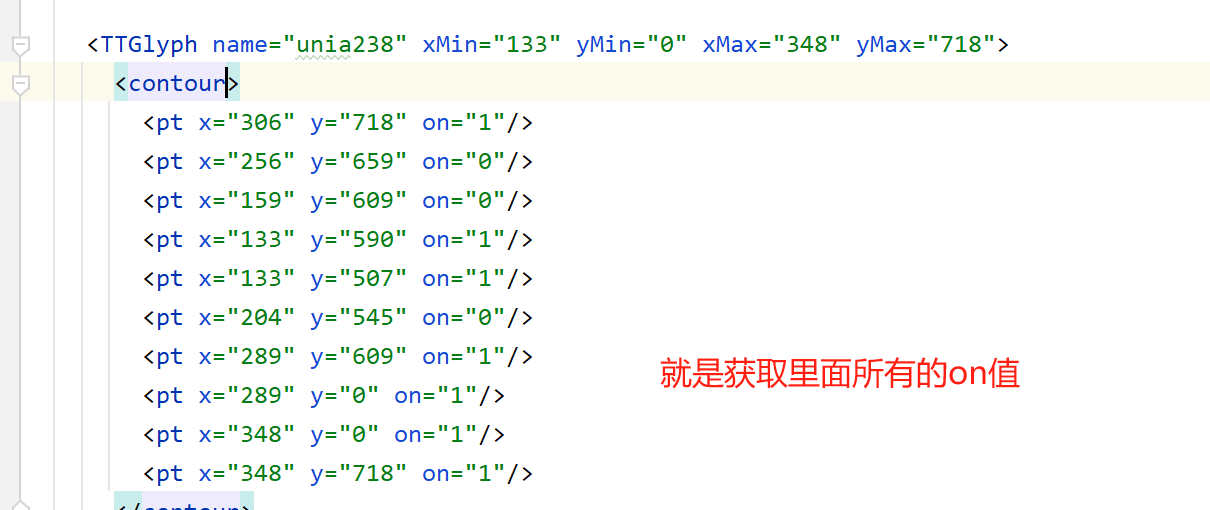 <TTGlyph name="unia238" xMin="133" yMin="0" xMax="348" yMax="718">
<contour>
<pt x="306" y="718" on="1"/>
<pt x="256" y="659" on="0"/>
<pt x="159" y="609" on="0"/>
<pt x="133" y="590" on="1"/>
<pt x="133" y="507" on="1"/>
<pt x="204" y="545" on="0"/>
<pt x="289" y="609" on="1"/>
就是获取里面所有的on值
<pt x="289" y="0" on="1"/>
<pt x="348" y="0" on="1"/>
<pt x="348" y="718" on="1"/>
</contour>